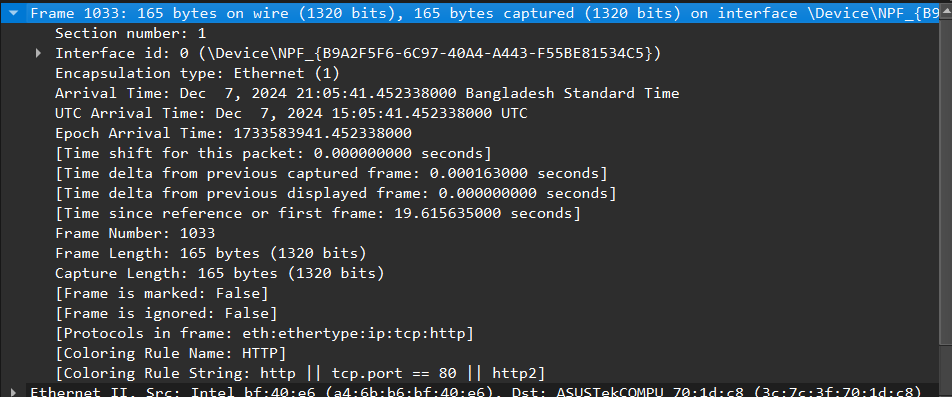 Frame 1033: 165 bytes on wire (1320 bits), 165 bytes captured (1320 bits) on interface \Device\NPF_{B9
Section number: 1
Interface id: 0 (\Device\NPF_{B9A2F5F6-6C97-40A4-A443-F55BE81534C5})
Encapsulation type: Ethernet (1)
Arrival Time: Dec  7, 2024 21:05:41.452338000 Bangladesh Standard Time
UTC Arrival Time: Dec  7, 2024 15:05:41.452338000 UTC
Epoch Arrival Time: 1733583941.452338000
[Time shift for this packet: 0.000000000 seconds]
[Time delta from previous captured frame: 0.000163000 seconds]
[Time delta from previous displayed frame: 0.000000000 seconds]
[Time since reference or first frame: 19.615635000 seconds]
Frame Number: 1033
Frame Length: 165 bytes (1320 bits)
Capture Length: 165 bytes (1320 bits)
[Frame is marked: False]
[Frame is ignored: False]
[Protocols in frame: eth:ethertype:ip:tcp:http]
[Coloring Rule Name: HTTP]
[Coloring Rule String: http || tcp.port == 80 || http2]
Ethernet II, Src: Intel_bf:40:e6 (a4:6b:b6:bf:40:e6), Dst: ASUSTekCOMPU_70:1d:c8 (3c:7c:3f:70:1d:c8)